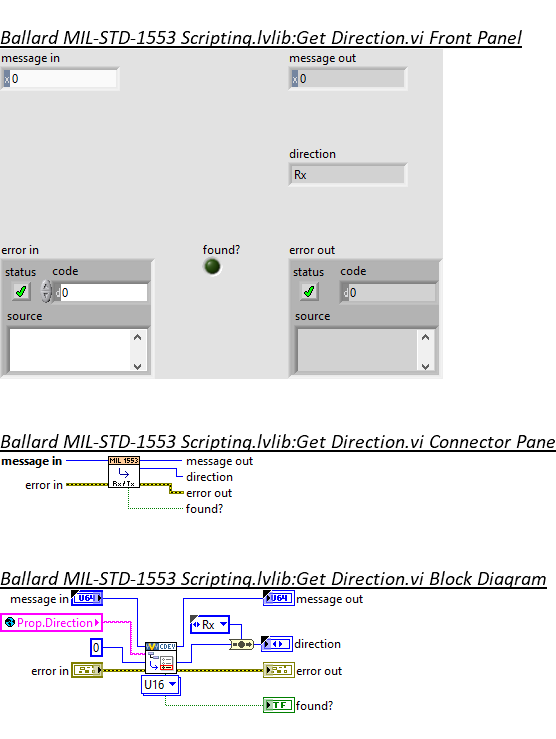 Ballard MIL-STD-1553 Scripting.lvlib:Get Direction.vi Front Panel
message in
x 0
message out
x 0
direction
Rx
error in
status code
d 0
source
found?
error out
status code
d 0
source
Ballard MIL-STD-1553 Scripting.lvlib:Get Direction.vi Connector Pane
message in
error in
MIL 1553
Rx/Tx
message out
direction
error out
found?
Ballard MIL-STD-1553 Scripting.lvlib:Get Direction.vi Block Diagram
message in U64
U64 message out
Prop.Direction
Rx
0
CDEV
direction
error in
error out
U16
TF found?